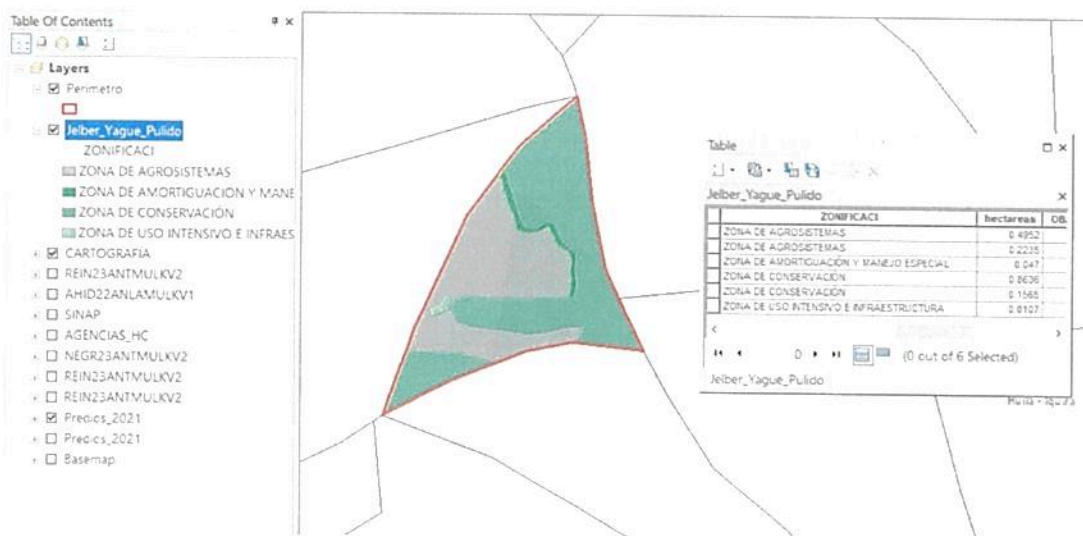 Table Of Contents
Layers
Perimetro
Jelber_Yague_Pulido
ZONIFICACI
ZONA DE AGROSISTEMAS
ZONA DE AMORTIGUACIÓN Y MANE
ZONA DE CONSERVACIÓN
ZONA DE USO INTENSIVO E INFRAES
CARTOGRAFIA
REIN23ANTMULKV2
AHID22ANLAMULKV1
SINAP
AGENCIAS_HC
NEGR23ANTMULKV2
REIN23ANTMULKV2
REIN23ANTMULKV2
Predios_2021
Predios_2021
Basemap
Table
Jelber_Yague_Pulido
ZONIFICACI hectareas OB
ZONA DE AGROSISTEMAS 0.4952
ZONA DE AGROSISTEMAS 0.2235
ZONA DE AMORTIGUACIÓN Y MANEJO ESPECIAL 0.047
ZONA DE CONSERVACIÓN 0.8636
ZONA DE CONSERVACIÓN 0.1565
ZONA DE USO INTENSIVO E INFRAESTRUCTURA 0.0107
0
(0 out of 6 Selected)
Jelber_Yague_Pulido